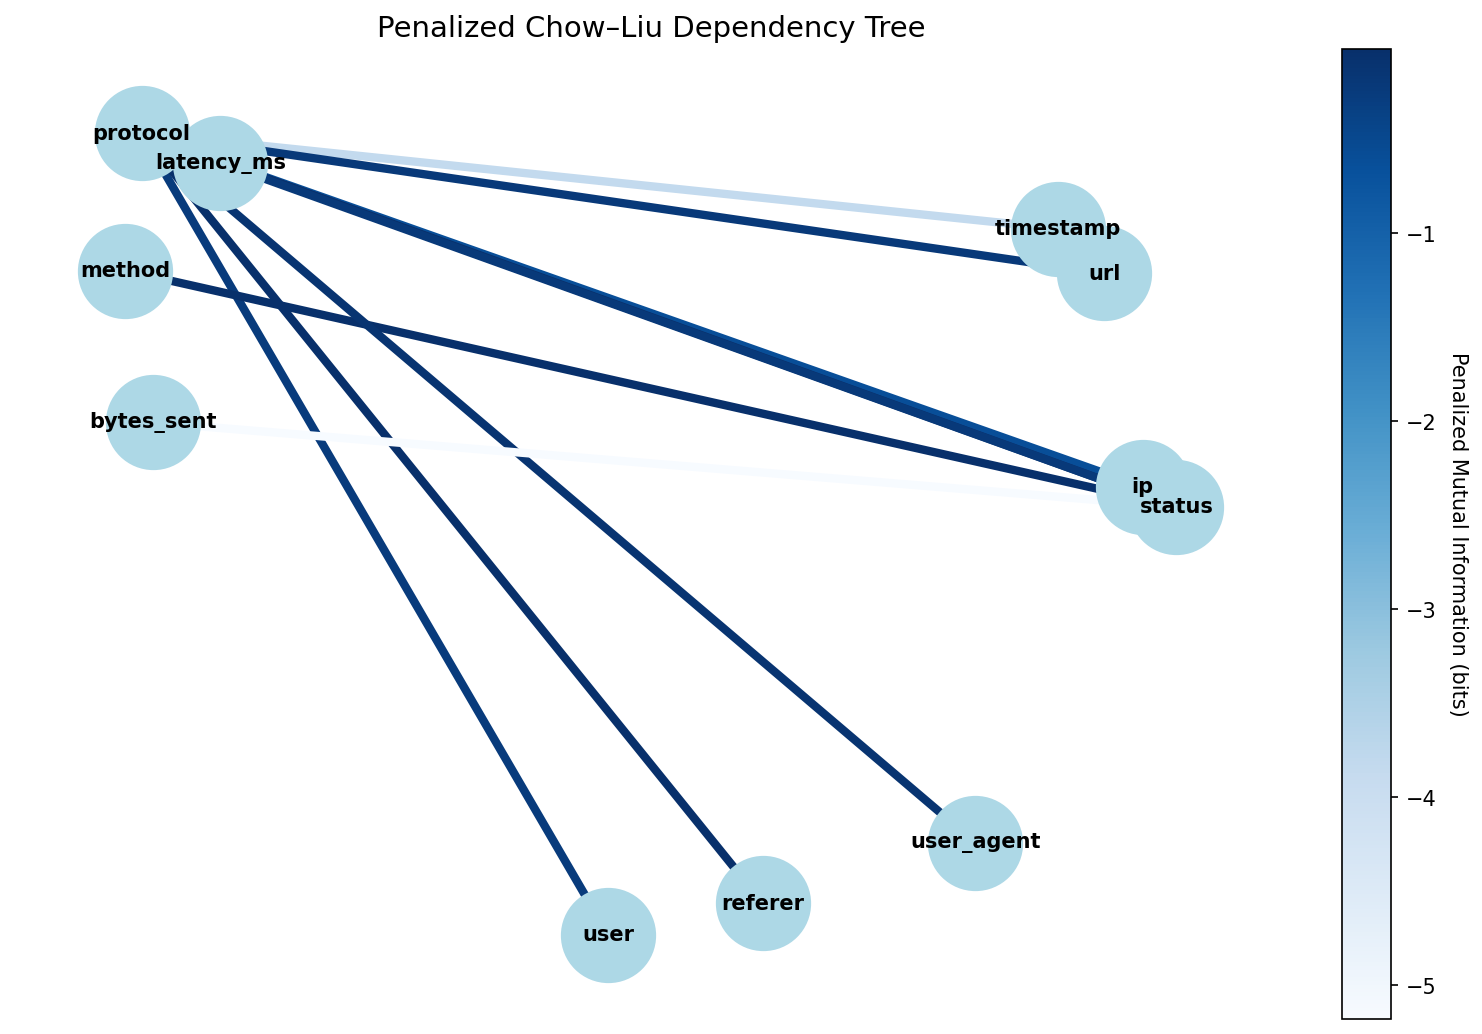 Penalized Chow–Liu Dependency Tree
protocol
latency_ms
timestamp
method
url
bytes_sent
ip
status
user_agent
referer
user
−1
−2
−3
−4
−5
Penalized Mutual Information (bits)